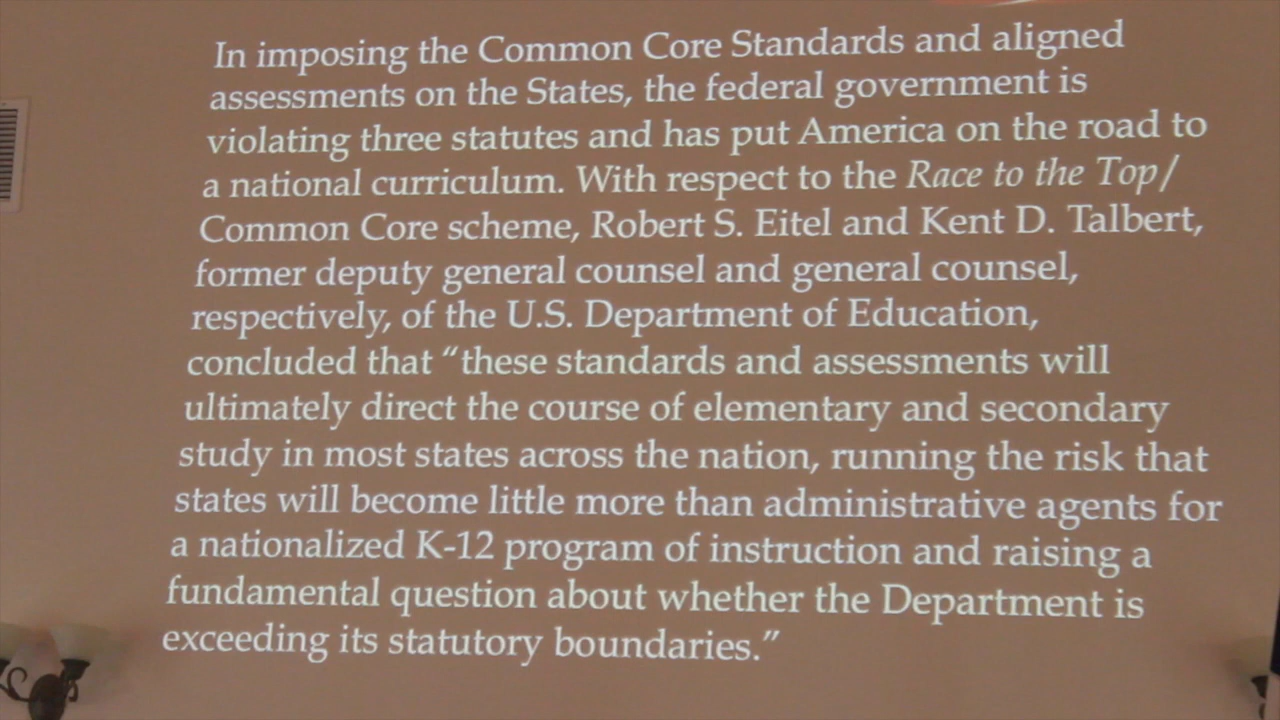 In imposing the Common Core Standards and aligned
assessments on the States, the federal government is
violating three statutes and has put America on the road to
a national curriculum. With respect to the Race to the Top/
Common Core scheme, Robert S. Eitel and Kent D. Talbert,
former deputy general counsel and general counsel,
respectively, of the U.S. Department of Education,
concluded that “these standards and assessments will
ultimately direct the course of elementary and secondary
study in most states across the nation, running the risk that
states will become little more than administrative agents for
a nationalized K-12 program of instruction and raising a
fundamental question about whether the Department is
exceeding its statutory boundaries.”